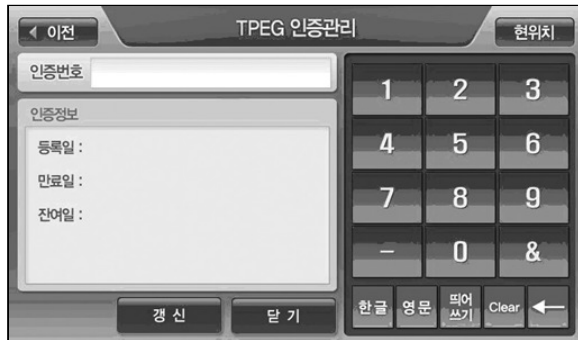 이전 TPEG 인증관리 현위치
인증번호
인증정보
등록일 :
만료일 :
잔여일 :
갱 신 닫 기
1 2 3
4 5 6
7 8 9
- 0 &
한글 영문 띄어쓰기 Clear ←